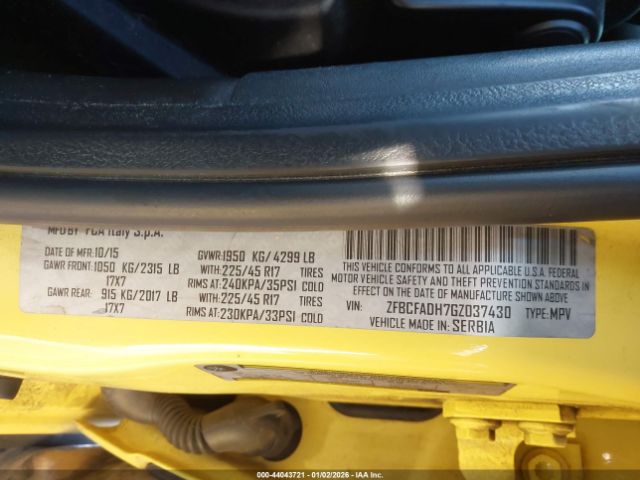 MFD BY FCA Italy S.p.A.
DATE OF MFR: 10/15 GVWR: 1950 KG/ 4299 LB
GAWR FRONT: 1050 KG/2315 LB WITH: 225/45 R17 TIRES
17X7 RIMS AT: 240KPA/35PSI COLD
GAWR REAR: 915 KG/2017 LB WITH: 225/45 R17 TIRES
17X7 RIMS AT: 230KPA/33PSI COLD
THIS VEHICLE CONFORMS TO ALL APPLICABLE U.S.A. FEDERAL
MOTOR VEHICLE SAFETY, BUMPER, AND THEFT PREVENTION STANDARDS IN
EFFECT ON THE DATE OF MANUFACTURE SHOWN ABOVE.
VIN: ZFBCFADH7GZ037430 TYPE: MPV
VEHICLE MADE IN SERBIA
000-44043721 - 01/02/2026 - IAA Inc.